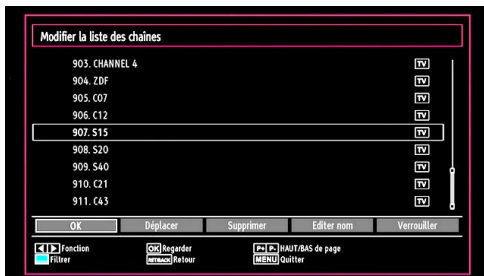 Modifier la liste des chaînes
903. CHANNEL 4 TV
904. ZDF TV
905. C07 TV
906. C12 TV
907. S15 TV
908. S20 TV
909. S40 TV
910. C21 TV
911. C43 TV
OK Déplacer Supprimer Editer nom Verrouiller
Fonction OK Regarder P+ P- HAUT/BAS de page
Filtrer RET/BACK Retour MENU Quitter